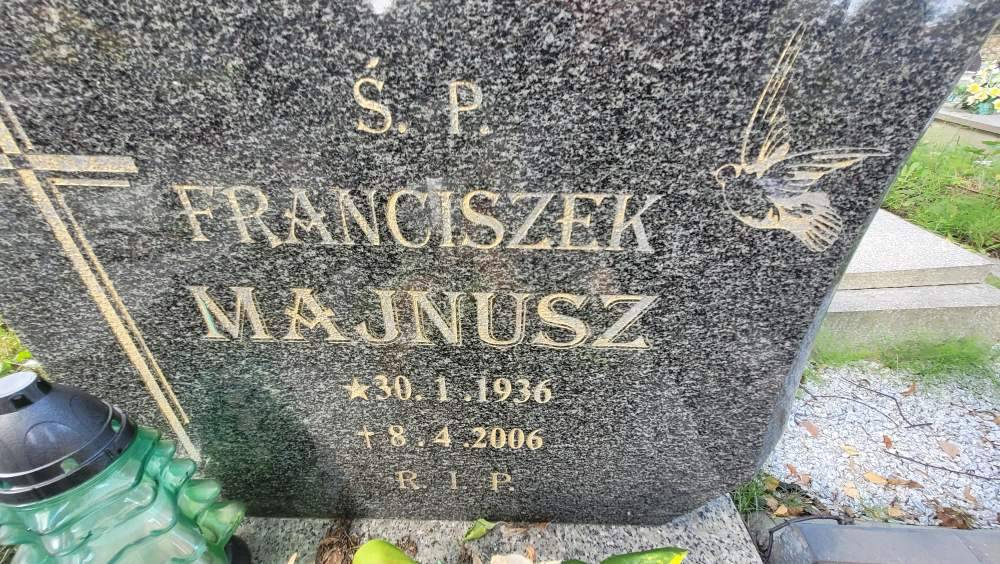 Ś. P.
FRANCISZEK
MAJNUSZ
★30.1.1936
✝8.4.2006
R. I. P.